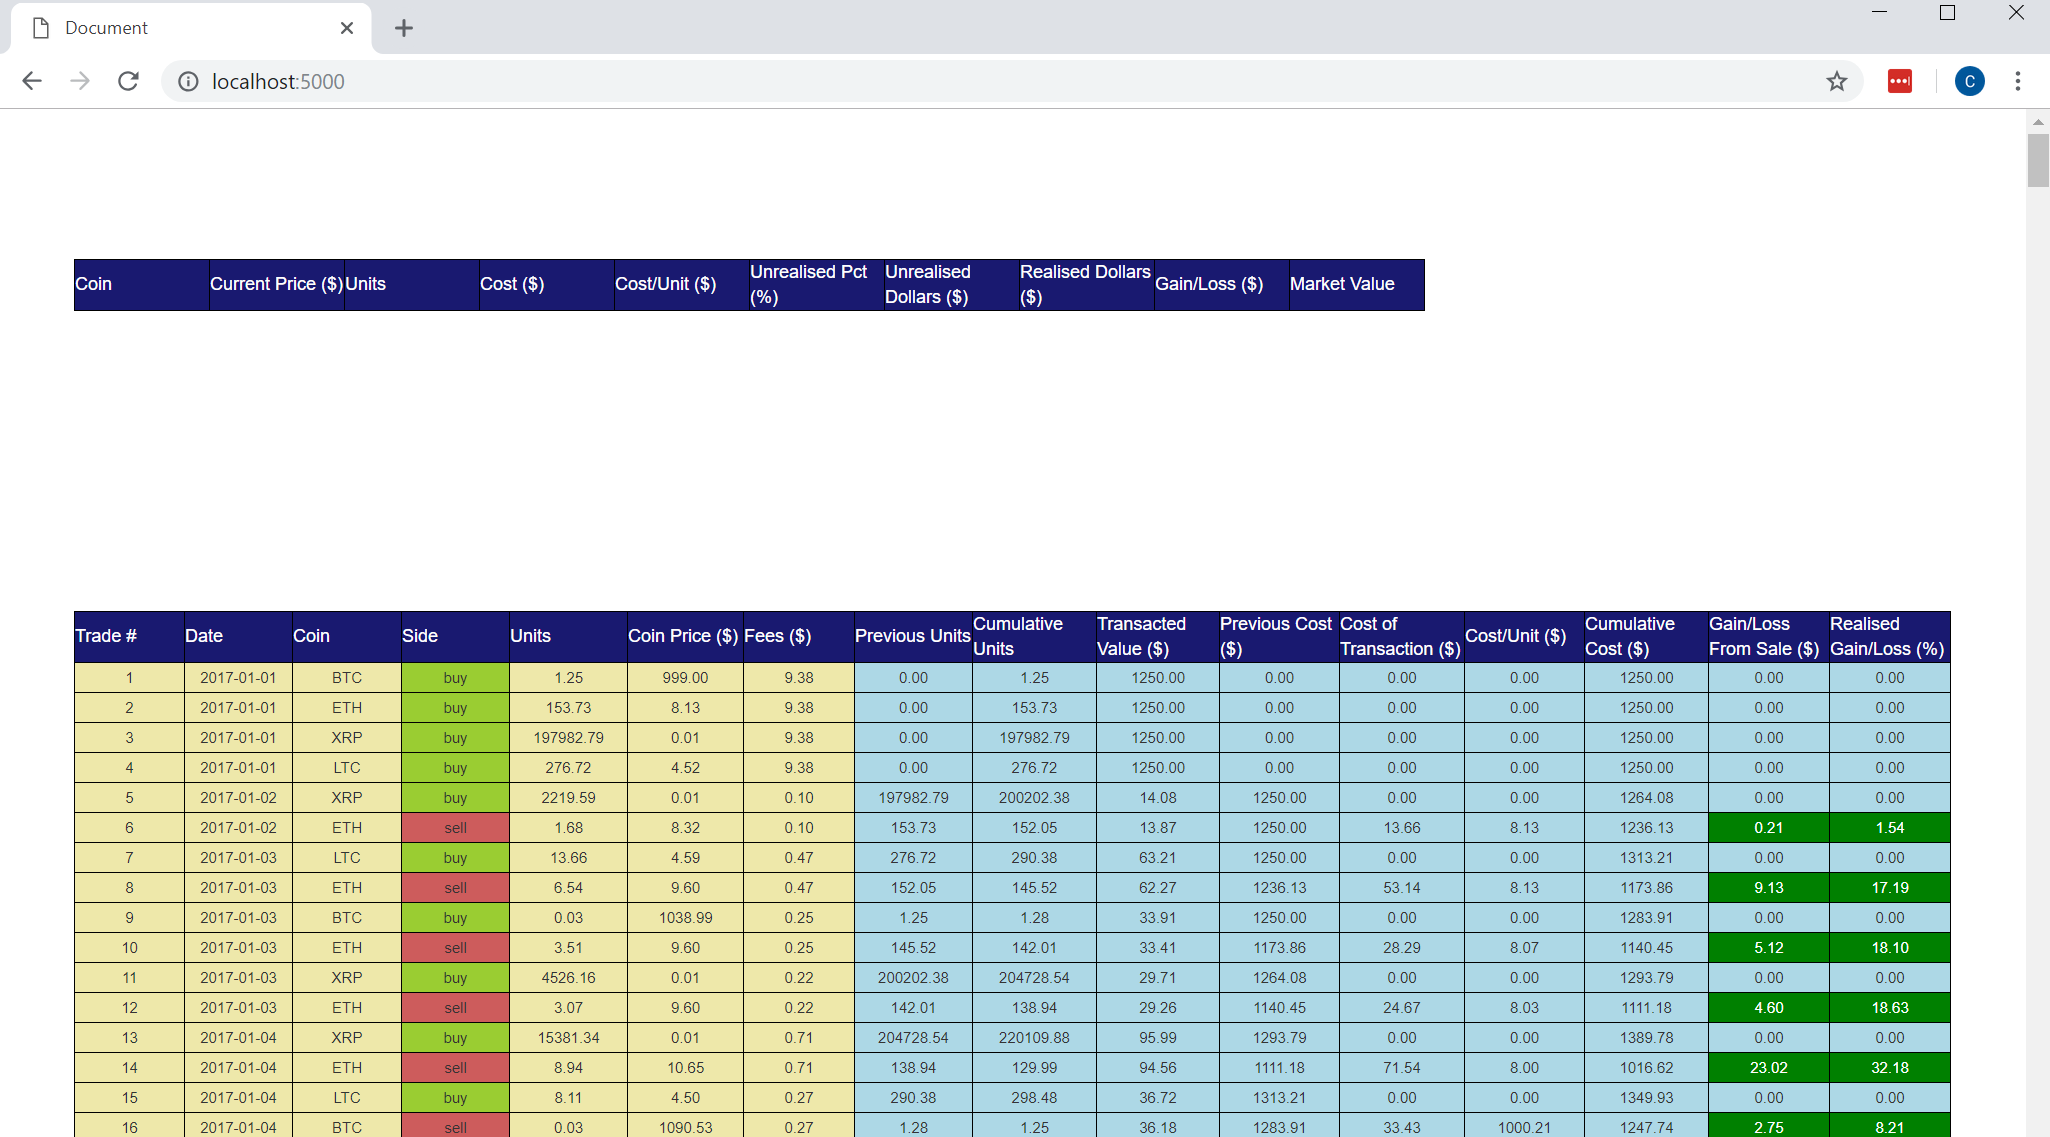 Document
localhost:5000
C
Coin Current Price ($) Units Cost ($) Cost/Unit ($) Unrealised Pct (%) Unrealised Dollars ($) Realised Dollars ($) Gain/Loss ($) Market Value
Trade # Date Coin Side Units Coin Price ($) Fees ($) Previous Units Cumulative Units Transacted Value ($) Previous Cost ($) Cost of Transaction ($) Cost/Unit ($) Cumulative Cost ($) Gain/Loss From Sale ($) Realised Gain/Loss (%)
1 2017-01-01 BTC buy 1.25 999.00 9.38 0.00 1.25 1250.00 0.00 0.00 0.00 1250.00 0.00 0.00
2 2017-01-01 ETH buy 153.73 8.13 9.38 0.00 153.73 1250.00 0.00 0.00 0.00 1250.00 0.00 0.00
3 2017-01-01 XRP buy 197982.79 0.01 9.38 0.00 197982.79 1250.00 0.00 0.00 0.00 1250.00 0.00 0.00
4 2017-01-01 LTC buy 276.72 4.52 9.38 0.00 276.72 1250.00 0.00 0.00 0.00 1250.00 0.00 0.00
5 2017-01-02 XRP buy 2219.59 0.01 0.10 197982.79 200202.38 14.08 1250.00 0.00 0.00 1264.08 0.00 0.00
6 2017-01-02 ETH sell 1.68 8.32 0.10 153.73 152.05 13.87 1250.00 13.66 8.13 1236.13 0.21 1.54
7 2017-01-03 LTC buy 13.66 4.59 0.47 276.72 290.38 63.21 1250.00 0.00 0.00 1313.21 0.00 0.00
8 2017-01-03 ETH sell 6.54 9.60 0.47 152.05 145.52 62.27 1236.13 53.14 8.13 1173.86 9.13 17.19
9 2017-01-03 BTC buy 0.03 1038.99 0.25 1.25 1.28 33.91 1250.00 0.00 0.00 1283.91 0.00 0.00
10 2017-01-03 ETH sell 3.51 9.60 0.25 145.52 142.01 33.41 1173.86 28.29 8.07 1140.45 5.12 18.10
11 2017-01-03 XRP buy 4526.16 0.01 0.22 200202.38 204728.54 29.71 1264.08 0.00 0.00 1293.79 0.00 0.00
12 2017-01-03 ETH sell 3.07 9.60 0.22 142.01 138.94 29.26 1140.45 24.67 8.03 1111.18 4.60 18.63
13 2017-01-04 XRP buy 15381.34 0.01 0.71 204728.54 220109.88 95.99 1293.79 0.00 0.00 1389.78 0.00 0.00
14 2017-01-04 ETH sell 8.94 10.65 0.71 138.94 129.99 94.56 1111.18 71.54 8.00 1016.62 23.02 32.18
15 2017-01-04 LTC buy 8.11 4.50 0.27 290.38 298.48 36.72 1313.21 0.00 0.00 1349.93 0.00 0.00
16 2017-01-04 BTC sell 0.03 1090.53 0.27 1.28 1.25 36.18 1283.91 33.43 1000.21 1247.74 2.75 8.21